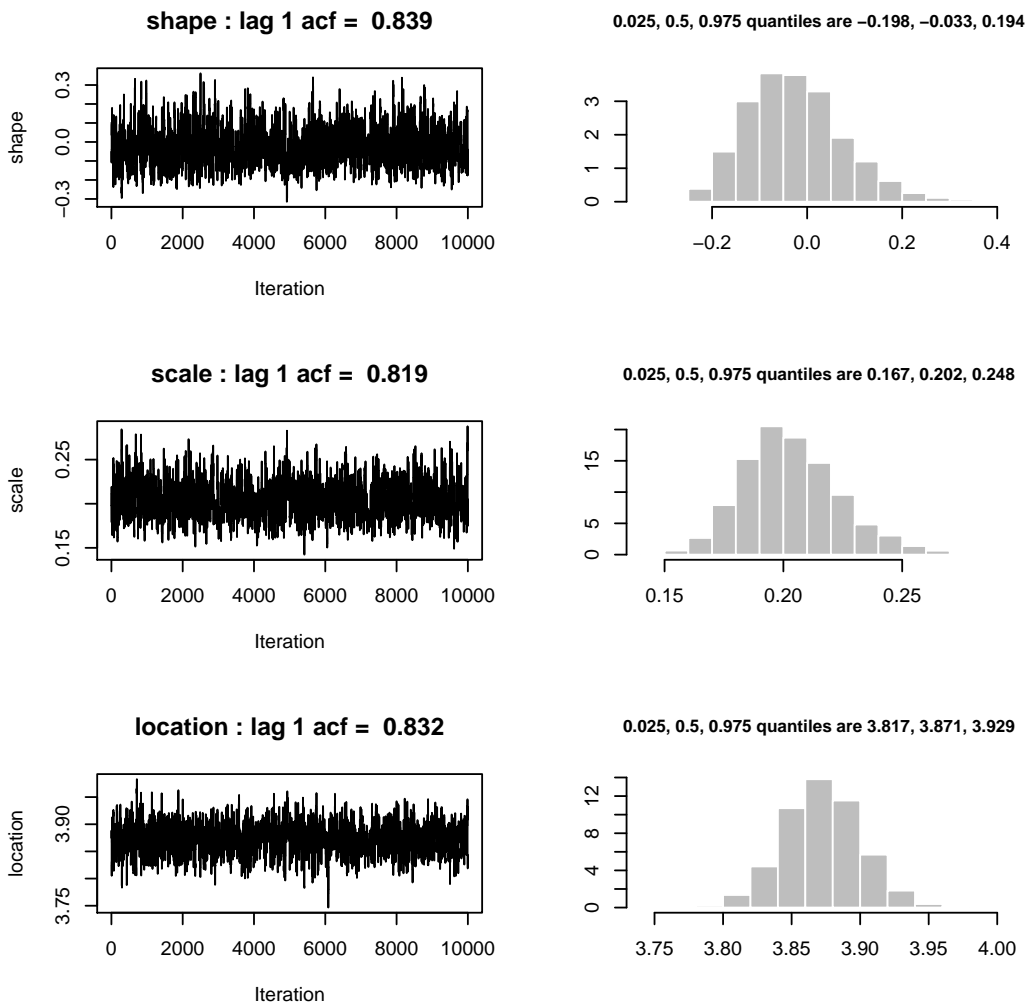 shape : lag 1 acf =  0.839
0.3
0.0
−0.3
shape
0 2000 4000 6000 8000 10000
Iteration
0.025, 0.5, 0.975 quantiles are −0.198, −0.033, 0.194
3
2
1
0
−0.2 0.0 0.2 0.4
scale : lag 1 acf =  0.819
0.25
0.15
scale
0 2000 4000 6000 8000 10000
Iteration
0.025, 0.5, 0.975 quantiles are 0.167, 0.202, 0.248
15
5
0
0.15 0.20 0.25
location : lag 1 acf =  0.832
3.90
3.75
location
0 2000 4000 6000 8000 10000
Iteration
0.025, 0.5, 0.975 quantiles are 3.817, 3.871, 3.929
12
8
4
0
3.75 3.80 3.85 3.90 3.95 4.00